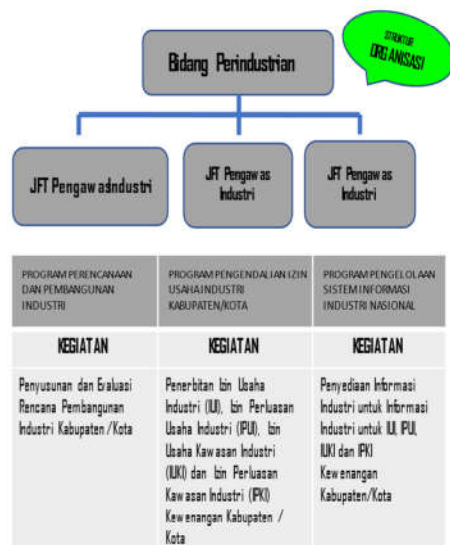 STRUKTUR
ORGANISASI
Bidang Perindustrian
JFT Pengawas Industri
JFT Pengawas
Industri
JFT Pengawas
Industri
PROGRAM PERENCANAAN
DAN PEMBANGUNAN
INDUSTRI
PROGRAM PENGENDALIAN IZIN
USAHA INDUSTRI
KABUPATEN/KOTA
PROGRAM PENGELOLAAN
SISTEM INFORMASI
INDUSTRI NASIONAL
KEGIATAN
KEGIATAN
KEGIATAN
Penyusunan dan Evaluasi
Rencana Pembangunan
Industri Kabupaten /Kota
Penerbitan Izin Usaha
Industri (IUI), Izin Perluasan
Usaha Industri (IPUI), Izin
Usaha Kawasan Industri
(IUKI) dan Izin Perluasan
Kawasan Industri (IPKI)
Kewenangan Kabupaten /
Kota
Penyediaan Informasi
Industri untuk Informasi
Industri untuk IUI, IPUI,
IUKI dan IPKI
Kewenangan
Kabupaten/Kota